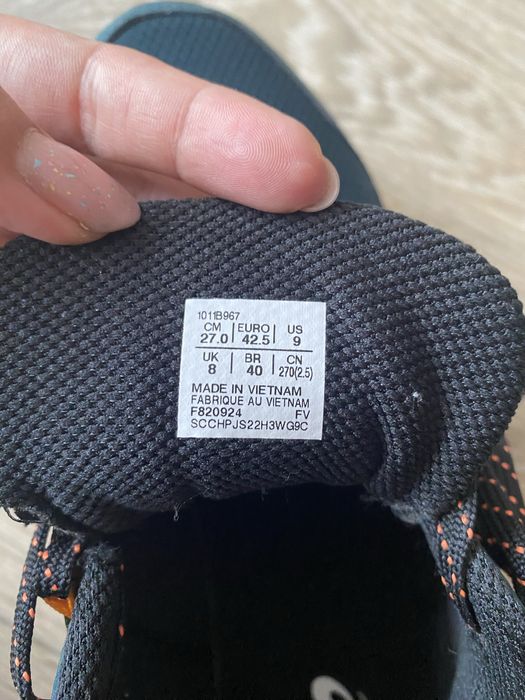 1011B967
CM EURO US
27.0 42.5 9
UK BR CN
8 40 270(2.5)
MADE IN VIETNAM
FABRIQUE AU VIETNAM
F820924 FV
SCCHPJS22H3WG9C